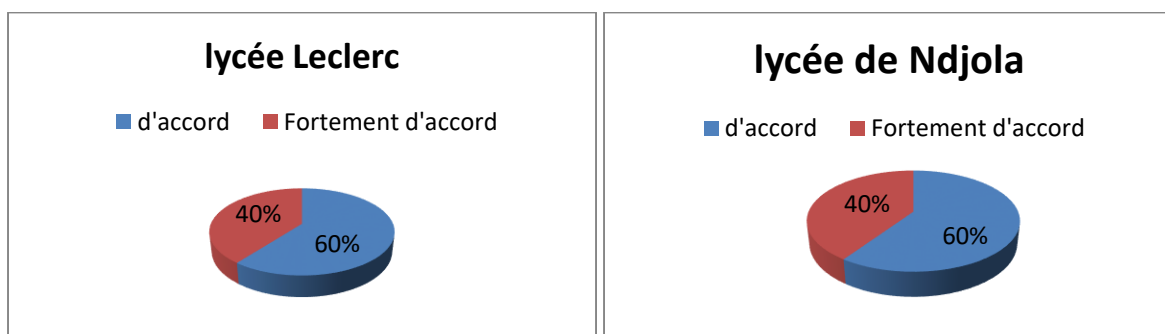 lycée Leclerc
d'accord Fortement d'accord
40%
60%
lycée de Ndjola
d'accord Fortement d'accord
40%
60%